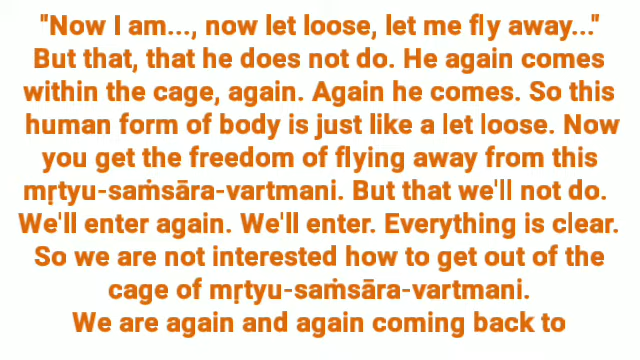 "Now I am..., now let loose, let me fly away..."
But that, that he does not do. He again comes
within the cage, again. Again he comes. So this
human form of body is just like a let loose. Now
you get the freedom of flying away from this
mṛtyu-saṁsāra-vartmani. But that we'll not do.
We'll enter again. We'll enter. Everything is clear.
So we are not interested how to get out of the
cage of mṛtyu-saṁsāra-vartmani.
We are again and again coming back to